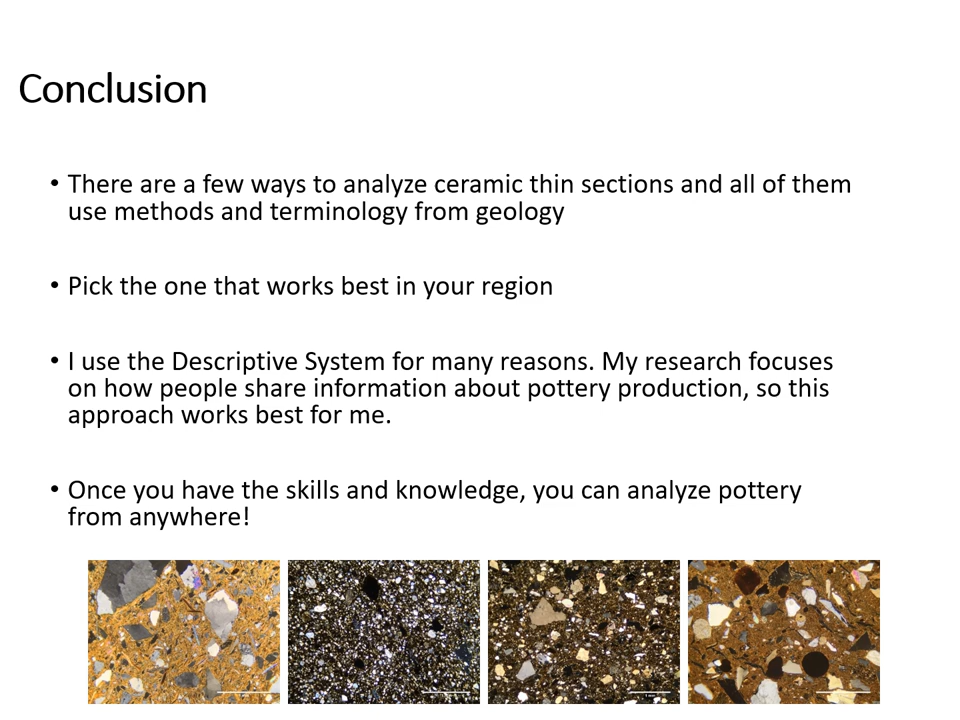 Conclusion
• There are a few ways to analyze ceramic thin sections and all of them
use methods and terminology from geology
• Pick the one that works best in your region
• I use the Descriptive System for many reasons. My research focuses
on how people share information about pottery production, so this
approach works best for me.
• Once you have the skills and knowledge, you can analyze pottery
from anywhere!